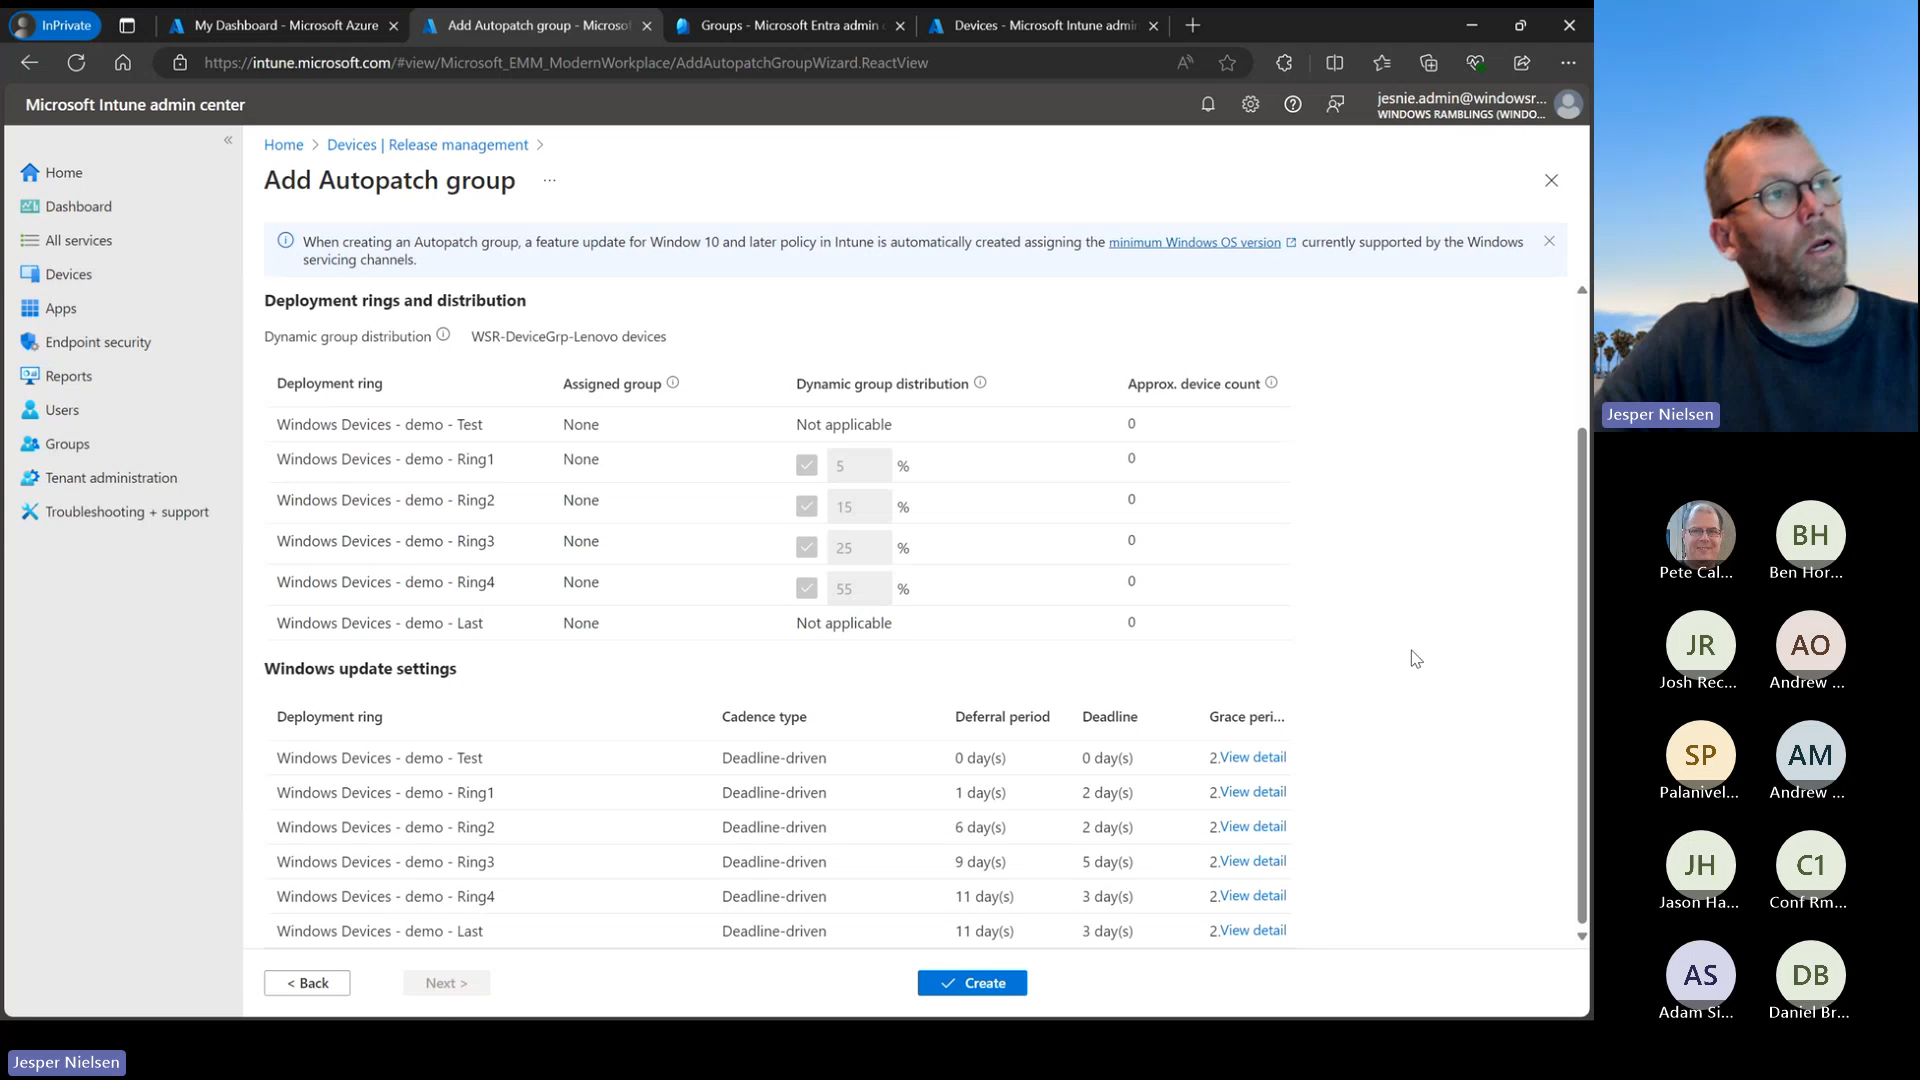 InPrivate
My Dashboard - Microsoft Azure
Add Autopatch group - Microso
Groups - Microsoft Entra admin
Devices - Microsoft Intune admin
https://intune.microsoft.com/#view/Microsoft_EMM_ModernWorkplace/AddAutopatchGroupWizard.ReactView
Microsoft Intune admin center
jesnie.admin@windowsr...
WINDOWS RAMBLINGS (WINDO...
Home
Dashboard
All services
Devices
Apps
Endpoint security
Reports
Users
Groups
Tenant administration
Troubleshooting + support
Home > Devices | Release management >
Add Autopatch group ...
When creating an Autopatch group, a feature update for Window 10 and later policy in Intune is automatically created assigning the minimum Windows OS version currently supported by the Windows
servicing channels.
Deployment rings and distribution
Dynamic group distribution WSR-DeviceGrp-Lenovo devices
Deployment ring Assigned group Dynamic group distribution Approx. device count
Windows Devices - demo - Test None Not applicable 0
Windows Devices - demo - Ring1 None 5 % 0
Windows Devices - demo - Ring2 None 15 % 0
Windows Devices - demo - Ring3 None 25 % 0
Windows Devices - demo - Ring4 None 55 % 0
Windows Devices - demo - Last None Not applicable 0
Windows update settings
Deployment ring Cadence type Deferral period Deadline Grace peri...
Windows Devices - demo - Test Deadline-driven 0 day(s) 0 day(s) 2 View detail
Windows Devices - demo - Ring1 Deadline-driven 1 day(s) 2 day(s) 2 View detail
Windows Devices - demo - Ring2 Deadline-driven 6 day(s) 2 day(s) 2 View detail
Windows Devices - demo - Ring3 Deadline-driven 9 day(s) 5 day(s) 2 View detail
Windows Devices - demo - Ring4 Deadline-driven 11 day(s) 3 day(s) 2 View detail
Windows Devices - demo - Last Deadline-driven 11 day(s) 3 day(s) 2 View detail
< Back
Next >
Create
Jesper Nielsen
Pete Cal...
BH
Ben Hor...
JR
Josh Rec...
AO
Andrew ...
SP
Palanivel...
AM
Andrew ...
JH
Jason Ha...
C1
Conf Rm...
AS
Adam Si...
DB
Daniel Br...
Jesper Nielsen